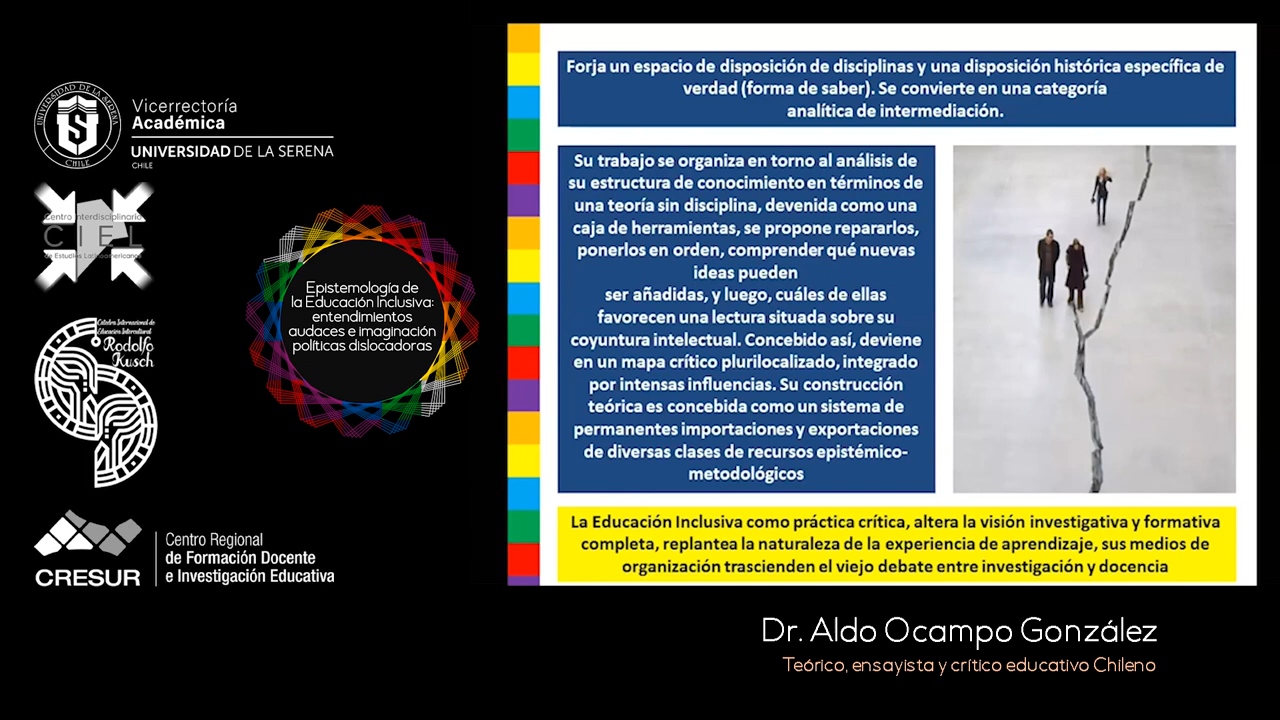 Vicerrectoría
Académica
UNIVERSIDAD DE LA SERENA
CHILE
UNIVERSIDAD DE LA SERENA
CHILE
Centro Interdisciplinario
CIEL
de Estudios Latinoamericanos
Cátedra Internacional de
Educación Intercultural
Rodolfo
Kusch
CRESUR
Centro Regional
de Formación Docente
e Investigación Educativa
Epistemología de
la Educación Inclusiva:
entendimientos
audaces e imaginación
políticas dislocadoras
Forja un espacio de disposición de disciplinas y una disposición histórica específica de
verdad (forma de saber). Se convierte en una categoría
analítica de intermediación.
Su trabajo se organiza en torno al análisis de
su estructura de conocimiento en términos de
una teoría sin disciplina, devenida como una
caja de herramientas, se propone repararlos,
ponerlos en orden, comprender qué nuevas
ideas pueden
ser añadidas, y luego, cuáles de ellas
favorecen una lectura situada sobre su
coyuntura intelectual. Concebido así, deviene
en un mapa crítico plurilocalizado, integrado
por intensas influencias. Su construcción
teórica es concebida como un sistema de
permanentes importaciones y exportaciones
de diversas clases de recursos epistémico-
metodológicos
La Educación Inclusiva como práctica crítica, altera la visión investigativa y formativa
completa, replantea la naturaleza de la experiencia de aprendizaje, sus medios de
organización trascienden el viejo debate entre investigación y docencia
Dr. Aldo Ocampo González
Teórico, ensayista y crítico educativo Chileno